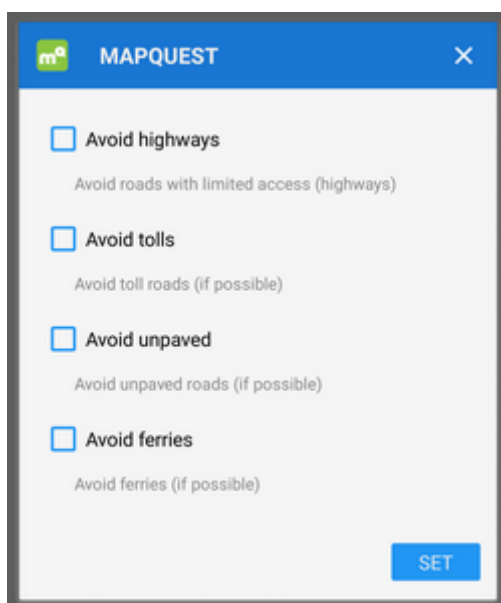 mq MAPQUEST
Avoid highways
Avoid roads with limited access (highways)
Avoid tolls
Avoid toll roads (if possible)
Avoid unpaved
Avoid unpaved roads (if possible)
Avoid ferries
Avoid ferries (if possible)
SET